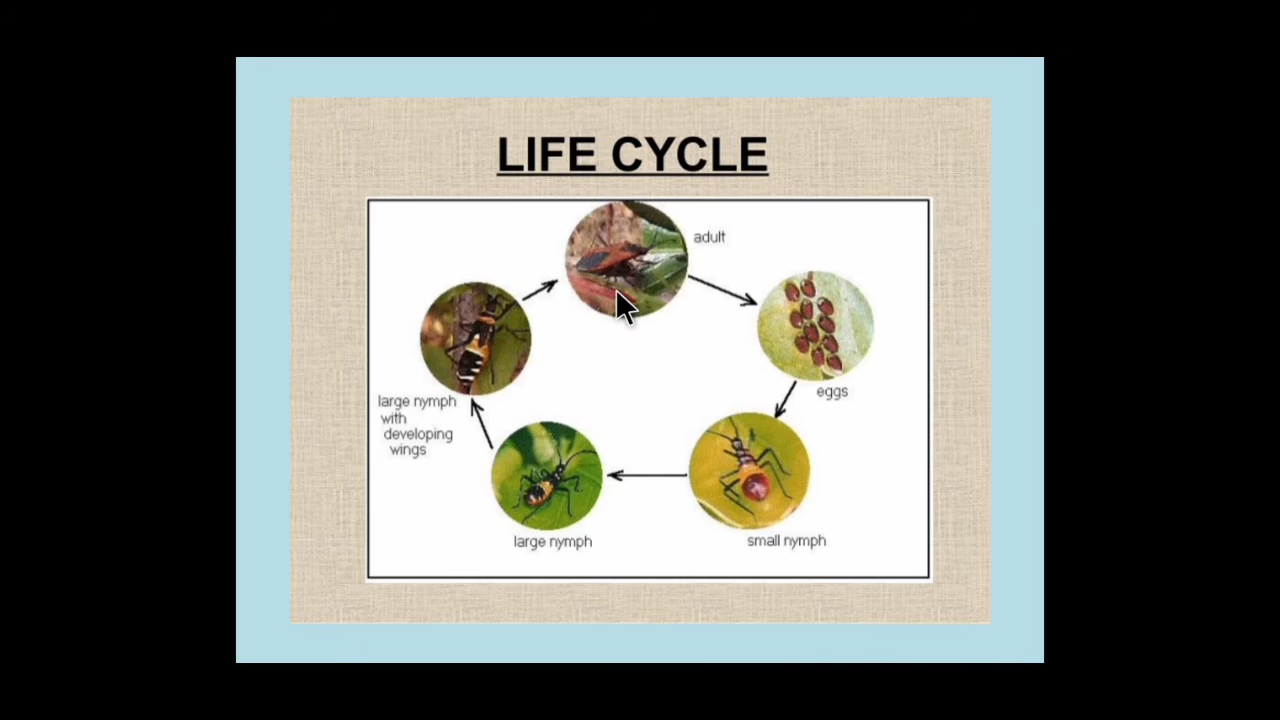 LIFE CYCLE
adult
eggs
large nymph
with
developing
wings
large nymph
small nymph